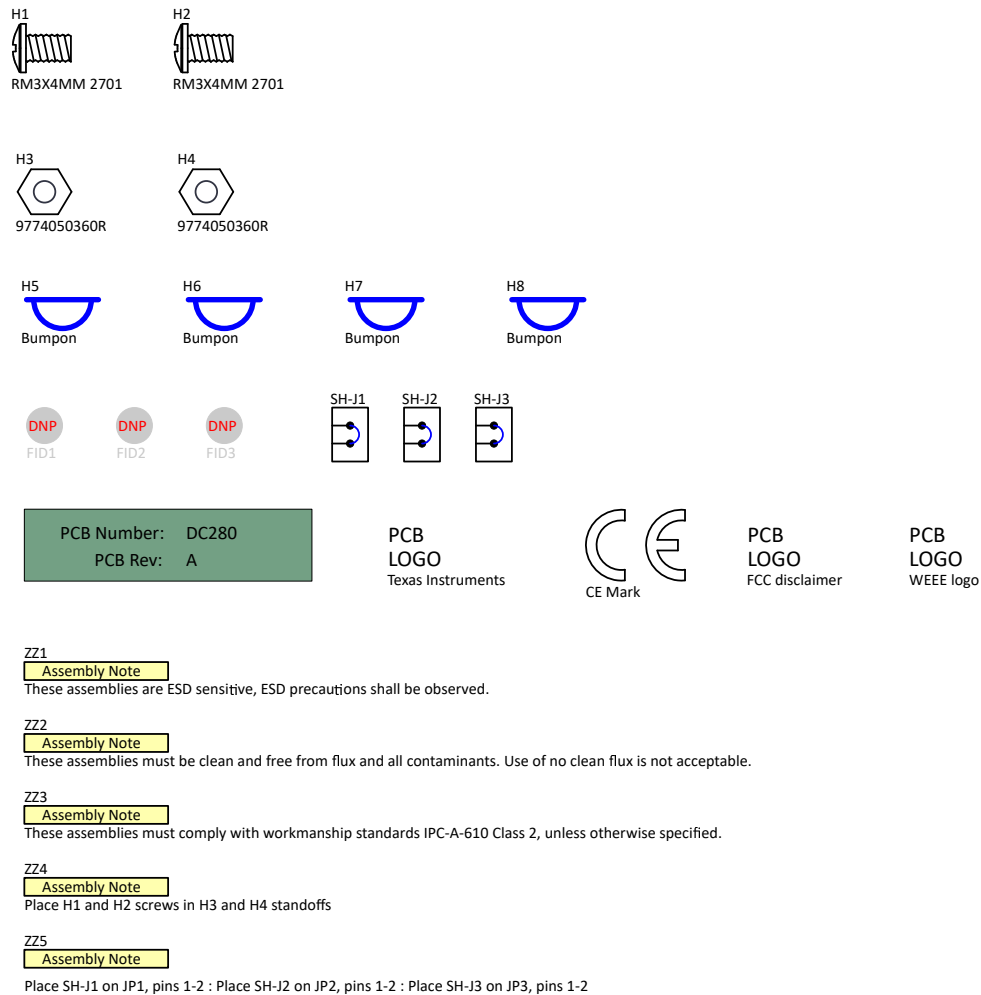 H1 H2
RM3X4MM 2701 RM3X4MM 2701
H3 H4
9774050360R 9774050360R
H5 H6 H7 H8
Bumpon Bumpon Bumpon Bumpon
SH-J1 SH-J2 SH-J3
DNP DNP DNP
FID1 FID2 FID3
PCB Number: DC280
PCB Rev: A
PCB
LOGO
Texas Instruments
CE
CE Mark
PCB
LOGO
FCC disclaimer
PCB
LOGO
WEEE logo
ZZ1
Assembly Note
These assemblies are ESD sensitive, ESD precautions shall be observed.
ZZ2
Assembly Note
These assemblies must be clean and free from flux and all contaminants. Use of no clean flux is not acceptable.
ZZ3
Assembly Note
These assemblies must comply with workmanship standards IPC-A-610 Class 2, unless otherwise specified.
ZZ4
Assembly Note
Place H1 and H2 screws in H3 and H4 standoffs
ZZ5
Assembly Note
Place SH-J1 on JP1, pins 1-2 : Place SH-J2 on JP2, pins 1-2 : Place SH-J3 on JP3, pins 1-2